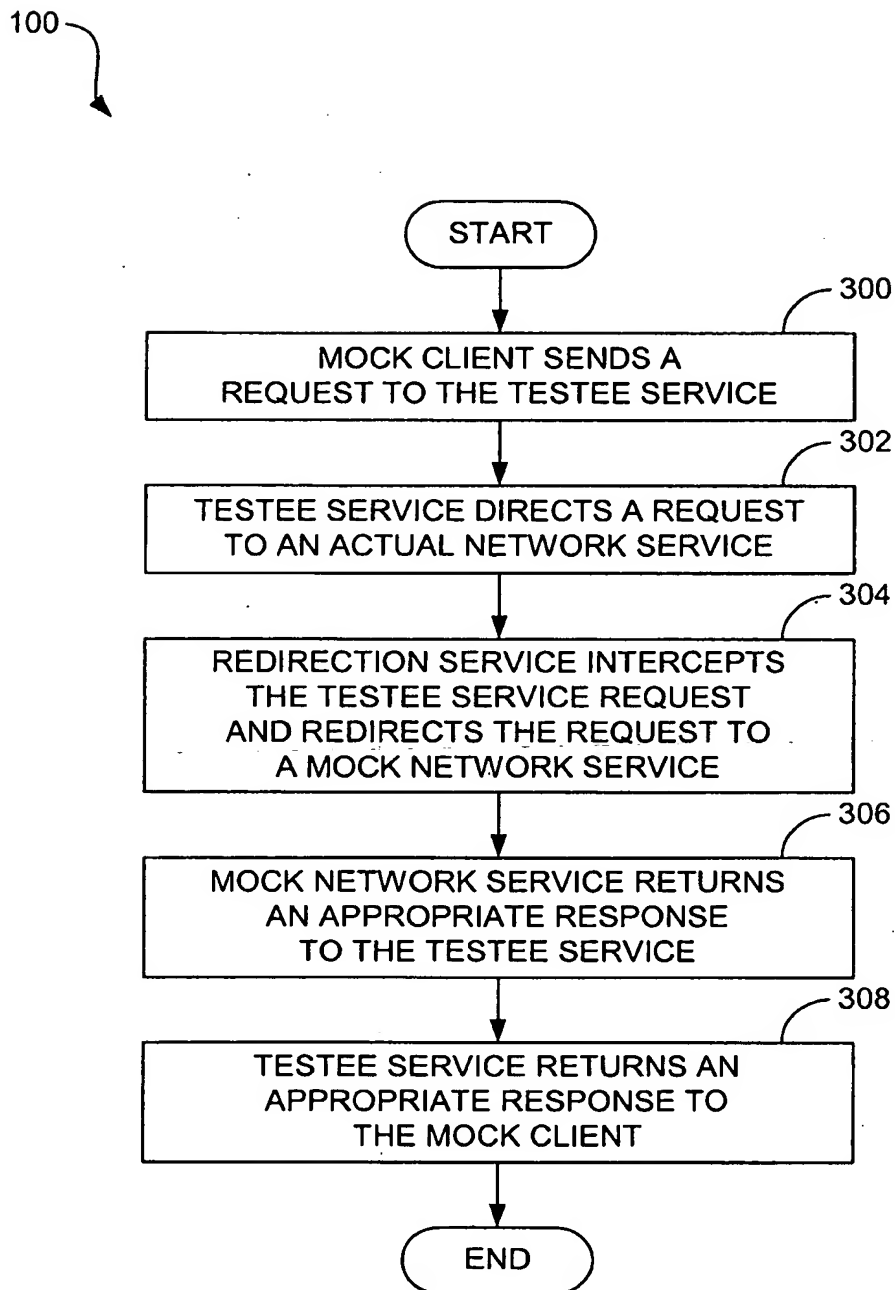 100
START
300
MOCK CLIENT SENDS A
REQUEST TO THE TESTEE SERVICE
302
TESTEE SERVICE DIRECTS A REQUEST
TO AN ACTUAL NETWORK SERVICE
304
REDIRECTION SERVICE INTERCEPTS
THE TESTEE SERVICE REQUEST
AND REDIRECTS THE REQUEST TO
A MOCK NETWORK SERVICE
306
MOCK NETWORK SERVICE RETURNS
AN APPROPRIATE RESPONSE
TO THE TESTEE SERVICE
308
TESTEE SERVICE RETURNS AN
APPROPRIATE RESPONSE TO
THE MOCK CLIENT
END